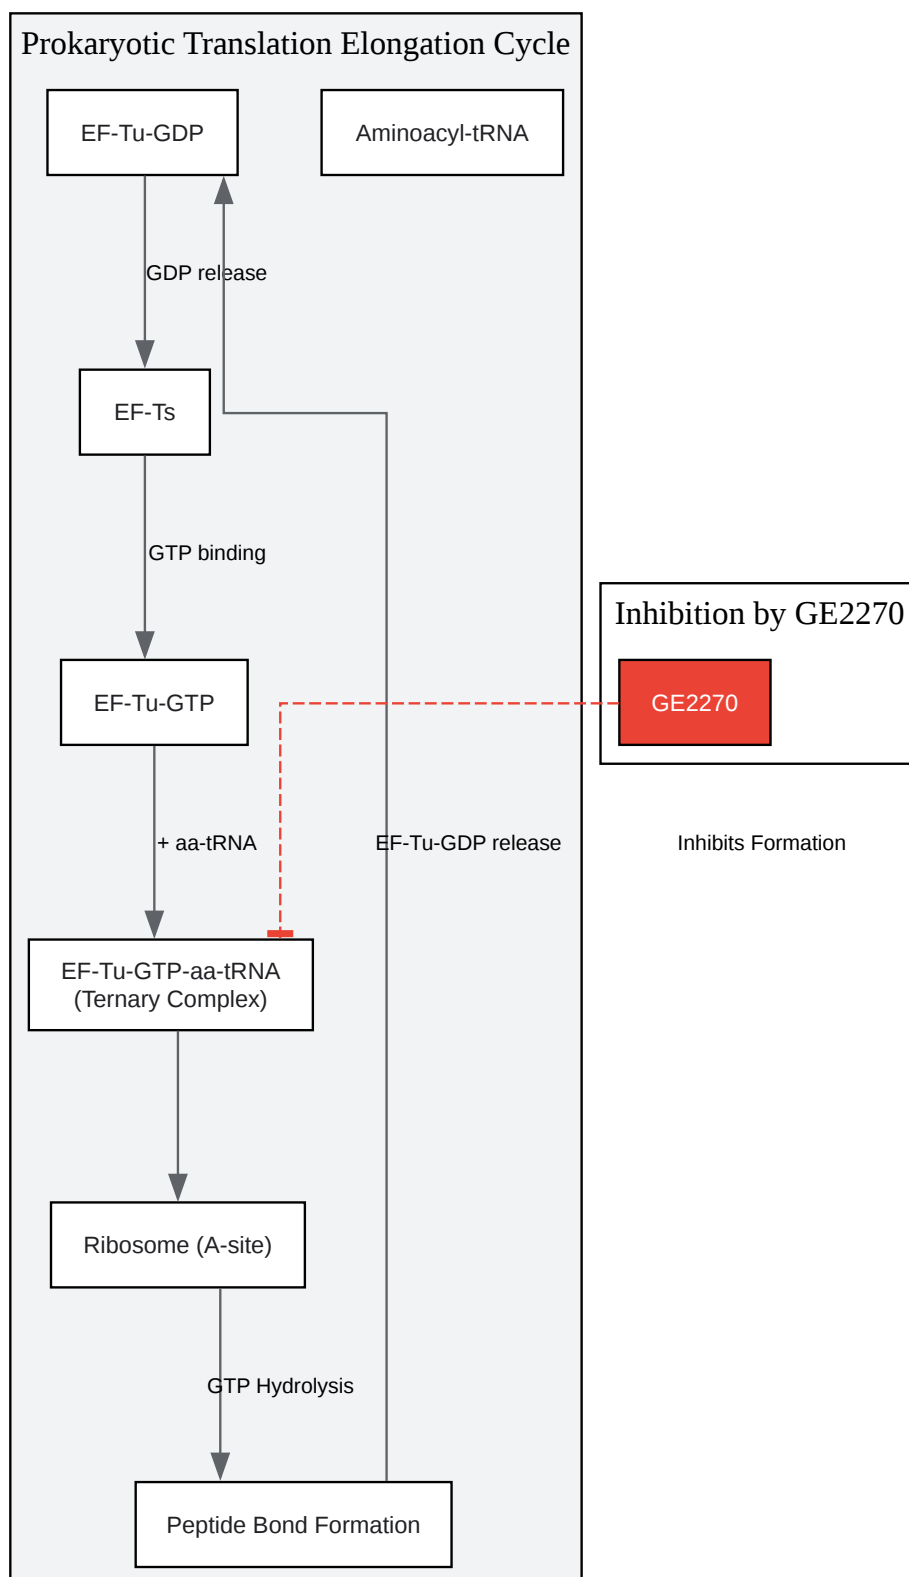 Prokaryotic Translation Elongation Cycle
EF-Tu-GDP
Aminoacyl-tRNA
GDP release
EF-Ts
GTP binding
Inhibition by GE2270
EF-Tu-GTP
GE2270
+ aa-tRNA
EF-Tu-GDP release
Inhibits Formation
EF-Tu-GTP-aa-tRNA
(Ternary Complex)
Ribosome (A-site)
GTP Hydrolysis
Peptide Bond Formation